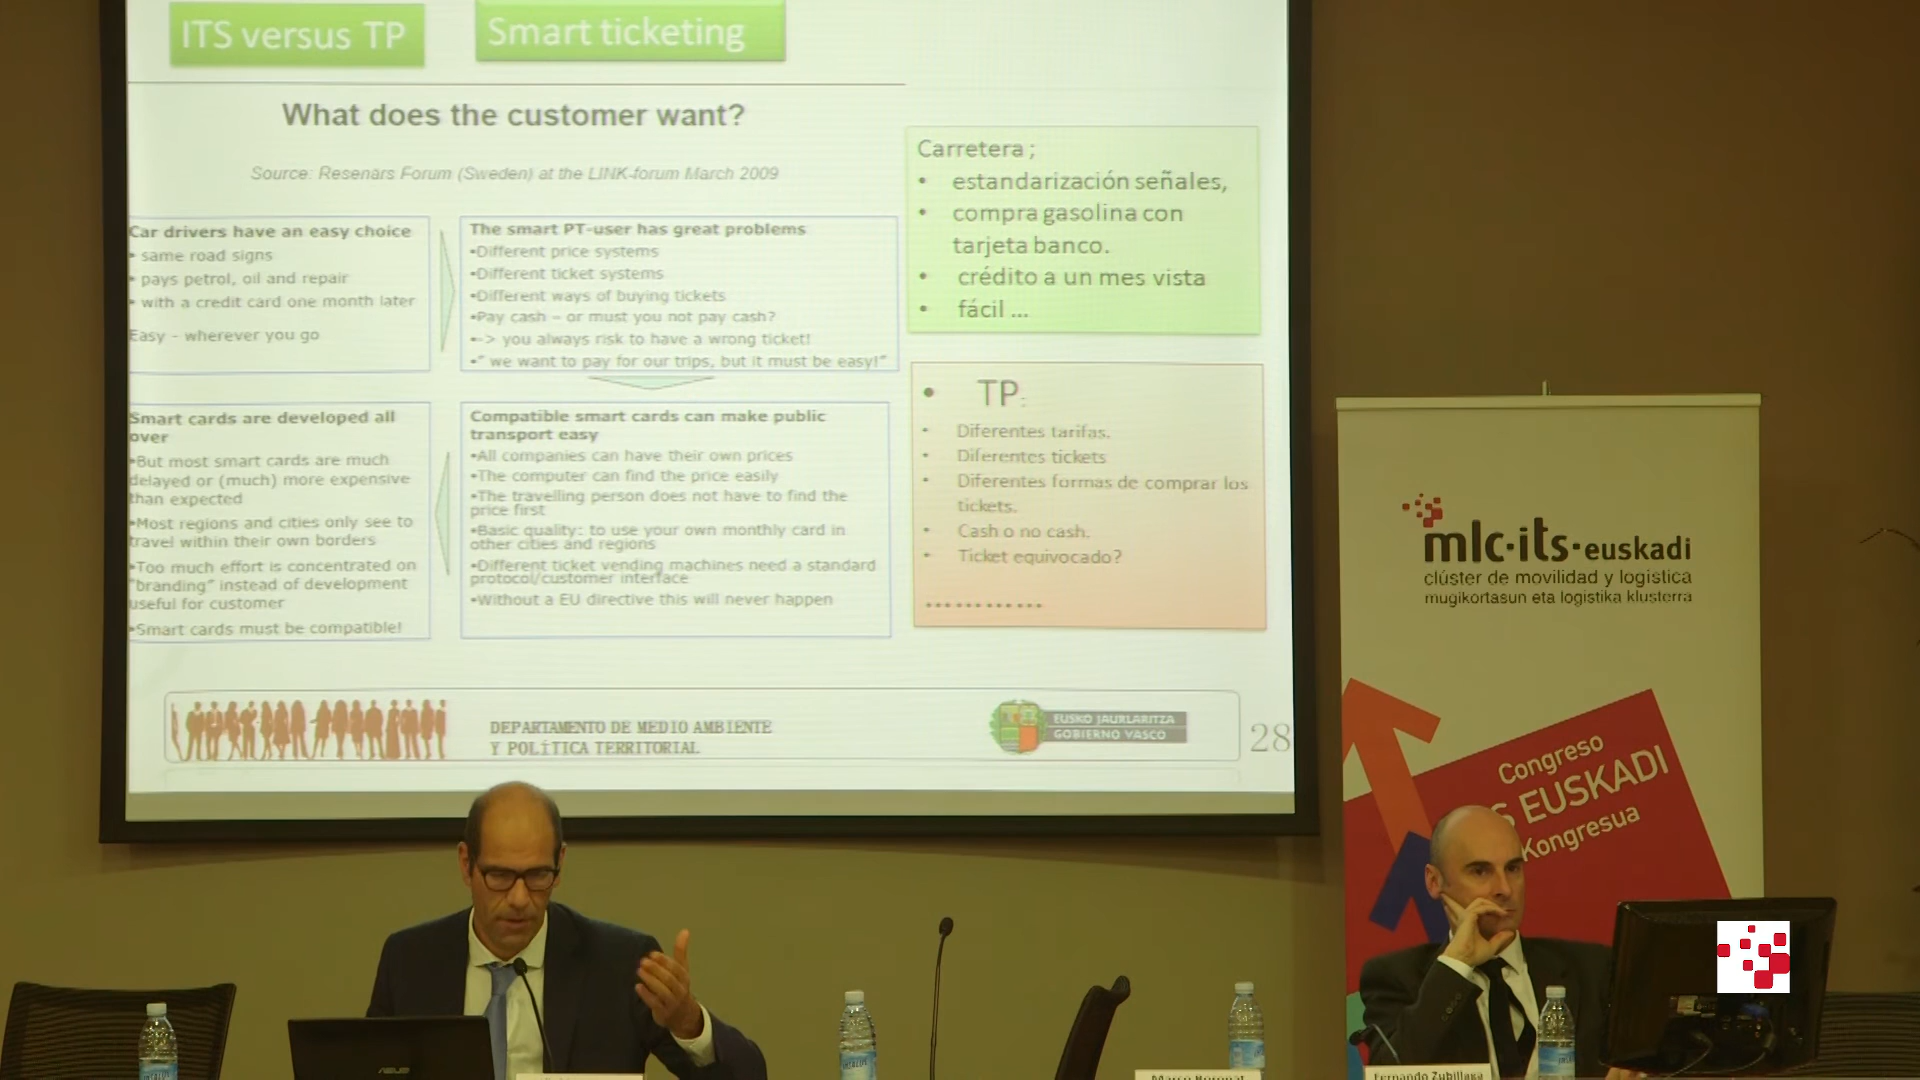 ITS versus TP
Smart ticketing
What does the customer want?
Source: Resenärs Forum (Sweden) at the LINK-forum March 2009
Car drivers have an easy choice
• same road signs
• pays petrol, oil and repair
• with a credit card one month later
Easy - wherever you go
The smart PT-user has great problems
•Different price systems
•Different ticket systems
•Different ways of buying tickets
•Pay cash – or must you not pay cash?
•-> you always risk to have a wrong ticket!
•" we want to pay for our trips, but it must be easy!"
Smart cards are developed all
over
•But most smart cards are much
delayed or (much) more expensive
than expected
•Most regions and cities only see to
travel within their own borders
•Too much effort is concentrated on
"branding" instead of development
useful for customer
•Smart cards must be compatible!
Compatible smart cards can make public
transport easy
•All companies can have their own prices
•The computer can find the price easily
•The travelling person does not have to find the
price first
•Basic quality: to use your own monthly card in
other cities and regions
•Different ticket vending machines need a standard
protocol/customer interface
•Without a EU directive this will never happen
Carretera ;
• estandarización señales,
• compra gasolina con
tarjeta banco.
• crédito a un mes vista
• fácil ...
• TP:
• Diferentes tarifas.
• Diferentes tickets
• Diferentes formas de comprar los
tickets.
• Cash o no cash.
• Ticket equivocado?
............
DEPARTAMENTO DE MEDIO AMBIENTE
Y POLÍTICA TERRITORIAL
EUSKO JAURLARITZA
GOBIERNO VASCO
28
mlc·its·euskadi
clúster de movilidad y logística
mugikortasun eta logistika klusterra
Congreso
S EUSKADI
Kongresua
ASUS
Fernando Zubillaga